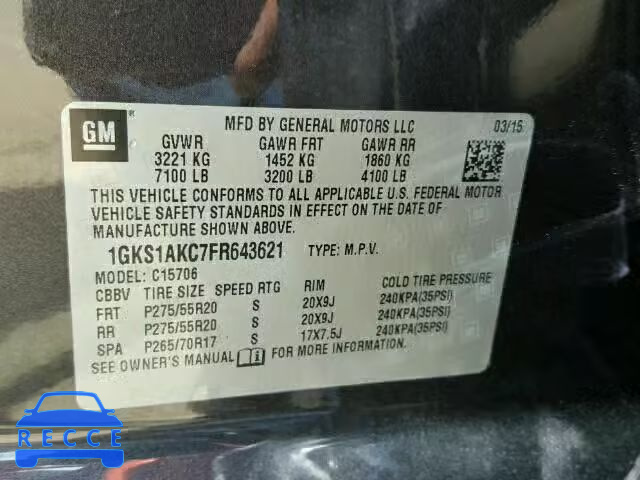 GM
®
MFD BY GENERAL MOTORS LLC 03/15
GVWR GAWR FRT GAWR RR
3221 KG 1452 KG 1860 KG
7100 LB 3200 LB 4100 LB
THIS VEHICLE CONFORMS TO ALL APPLICABLE U.S. FEDERAL MOTOR
VEHICLE SAFETY STANDARDS IN EFFECT ON THE DATE OF
MANUFACTURE SHOWN ABOVE.
1GKS1AKC7FR643621 TYPE: M.P.V.
MODEL: C15706
CBBV TIRE SIZE SPEED RTG RIM COLD TIRE PRESSURE
FRT P275/55R20 S 20X9J 240KPA(35PSI)
RR P275/55R20 S 20X9J 240KPA(35PSI)
SPA P265/70R17 S 17X7.5J 240KPA(35PSI)
SEE OWNER'S MANUAL i FOR MORE INFORMATION.
RECCE